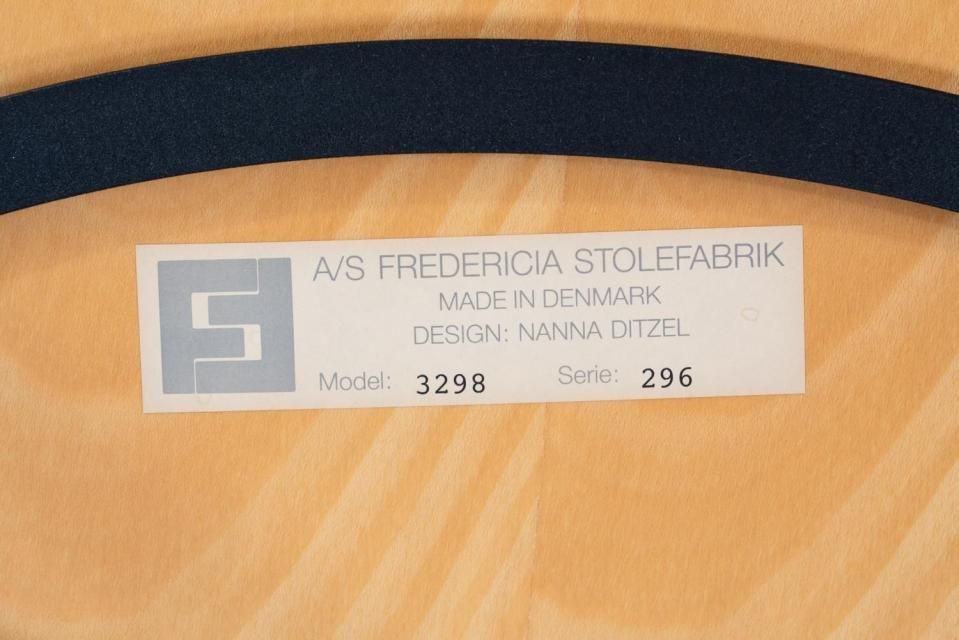 A/S FREDERICIA STOLEFABRIK
MADE IN DENMARK
DESIGN: NANNA DITZEL
Model: 3298 Serie: 296